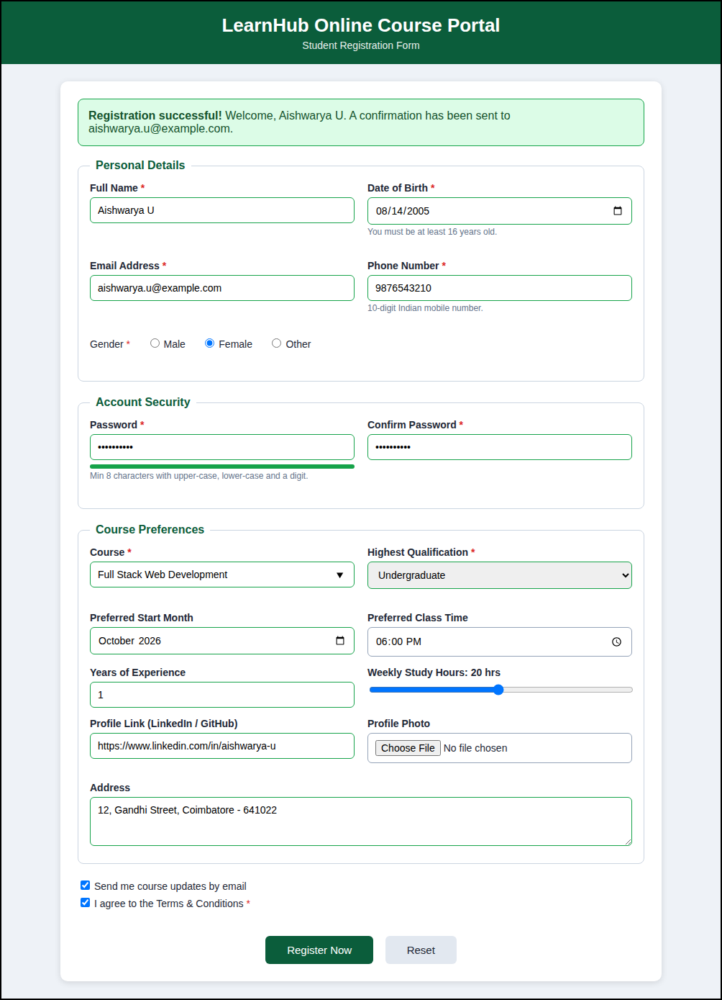 LearnHub Online Course Portal
Student Registration Form
Registration successful! Welcome, Aishwarya U. A confirmation has been sent to
aishwarya.u@example.com.
Personal Details
Full Name *
Aishwarya U
Date of Birth *
08/14/2005
You must be at least 16 years old.
Email Address *
aishwarya.u@example.com
Phone Number *
9876543210
10-digit Indian mobile number.
Gender * Male Female Other
Account Security
Password *
••••••••••
Confirm Password *
••••••••••
Min 8 characters with upper-case, lower-case and a digit.
Course Preferences
Course *
Full Stack Web Development
Highest Qualification *
Undergraduate
Preferred Start Month
October 2026
Preferred Class Time
06:00 PM
Years of Experience
1
Weekly Study Hours: 20 hrs
Profile Link (LinkedIn / GitHub)
https://www.linkedin.com/in/aishwarya-u
Profile Photo
Choose File No file chosen
Address
12, Gandhi Street, Coimbatore - 641022
Send me course updates by email
I agree to the Terms & Conditions *
Register Now Reset